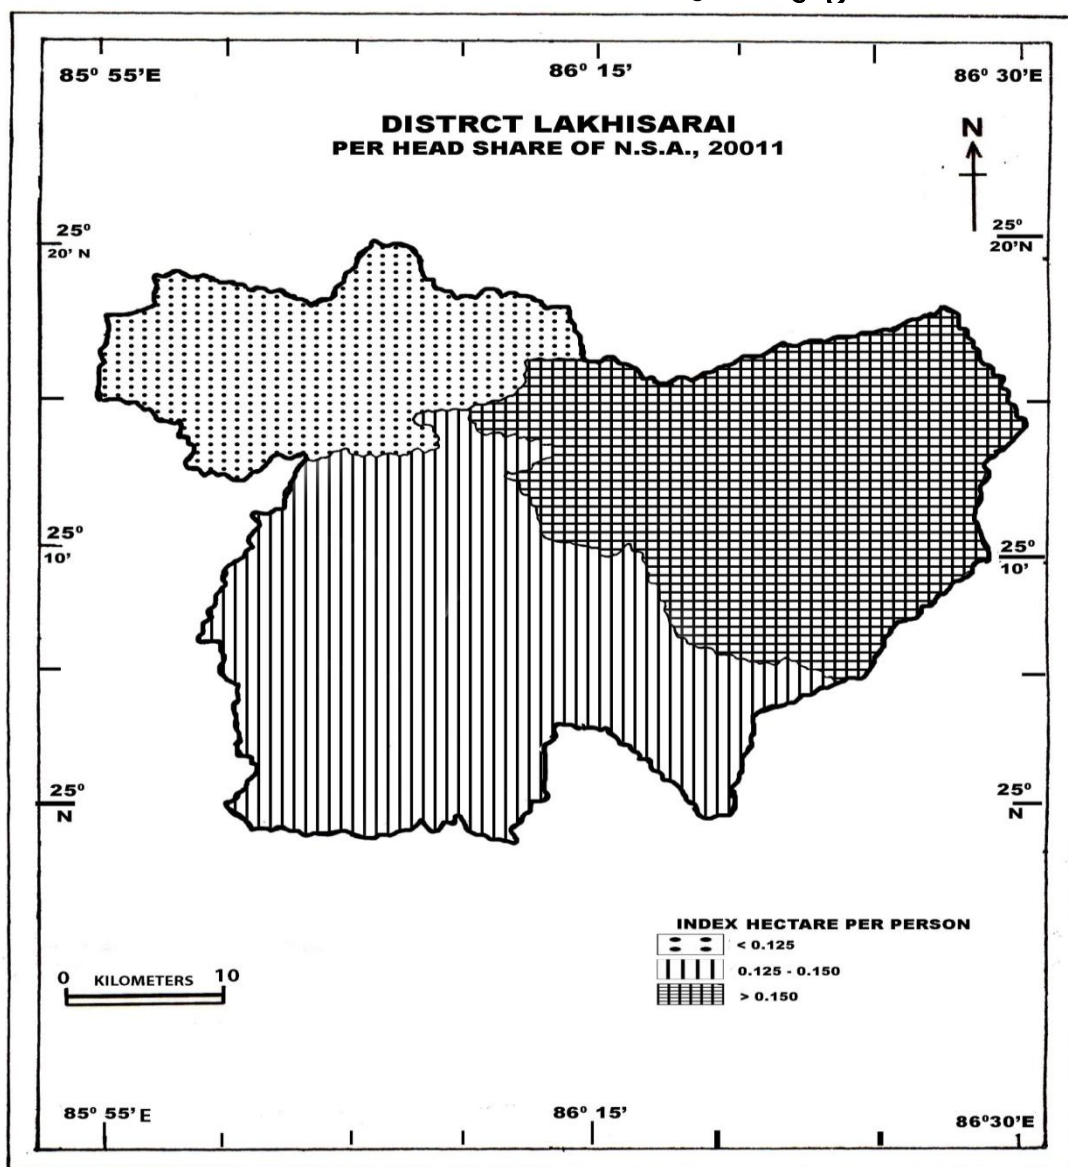 85° 55'E 86° 15' 86° 30'E
DISTRCT LAKHISARAI
PER HEAD SHARE OF N.S.A., 20011
N
25° 25°
20' N 20'N
25° 25°
10' 10'
25° 25°
N N
INDEX HECTARE PER PERSON
< 0.125
0.125 - 0.150
> 0.150
0 KILOMETERS 10
85° 55' E 86° 15' 86°30'E